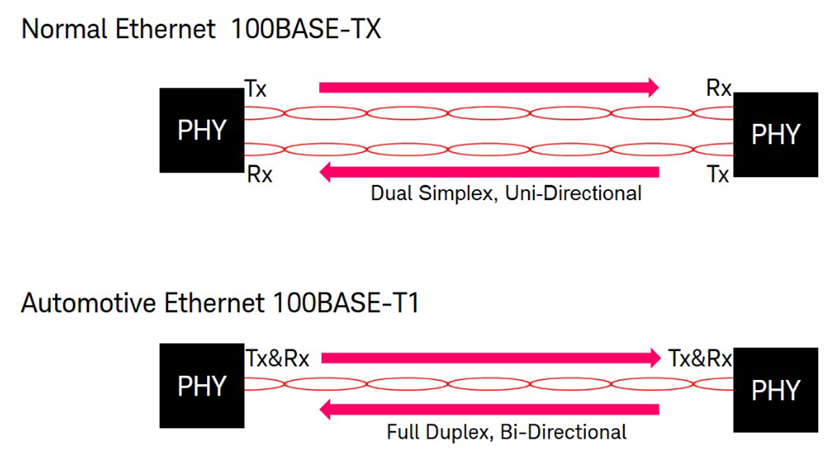 Normal Ethernet 100BASE-TX
Tx
Rx
PHY
PHY
Rx
Tx
Dual Simplex, Uni-Directional
Automotive Ethernet 100BASE-T1
Tx&Rx
Tx&Rx
PHY
PHY
Full Duplex, Bi-Directional